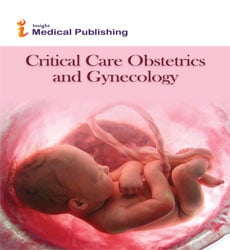 Insight
Medical Publishing
Critical Care Obstetrics
and Gynecology